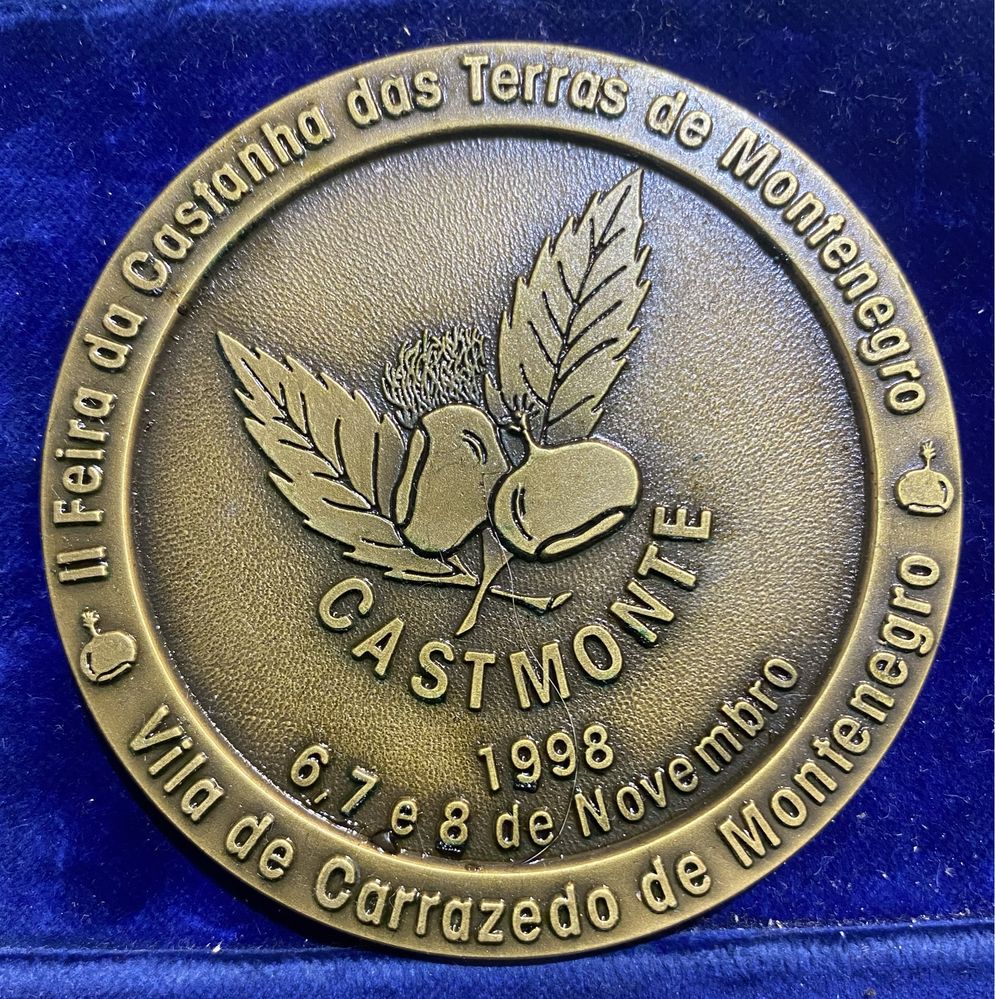 II Feira da Castanha das Terras de Montenegro
CASTMONTE
1998
6,7 e 8 de Novembro
Vila de Carrazedo de Montenegro